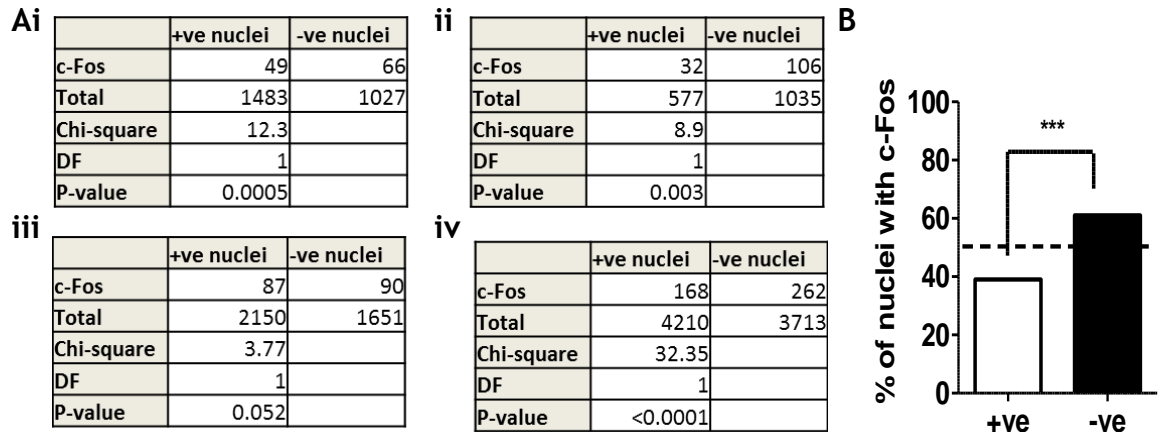 Ai
+ve nuclei -ve nuclei
c-Fos 49 66
Total 1483 1027
Chi-square 12.3
DF 1
P-value 0.0005
ii
+ve nuclei -ve nuclei
c-Fos 32 106
Total 577 1035
Chi-square 8.9
DF 1
P-value 0.003
iii
+ve nuclei -ve nuclei
c-Fos 87 90
Total 2150 1651
Chi-square 3.77
DF 1
P-value 0.052
iv
+ve nuclei -ve nuclei
c-Fos 168 262
Total 4210 3713
Chi-square 32.35
DF 1
P-value <0.0001
B
% of nuclei with c-Fos
100
80
60
40
20
0
***
+ve -ve